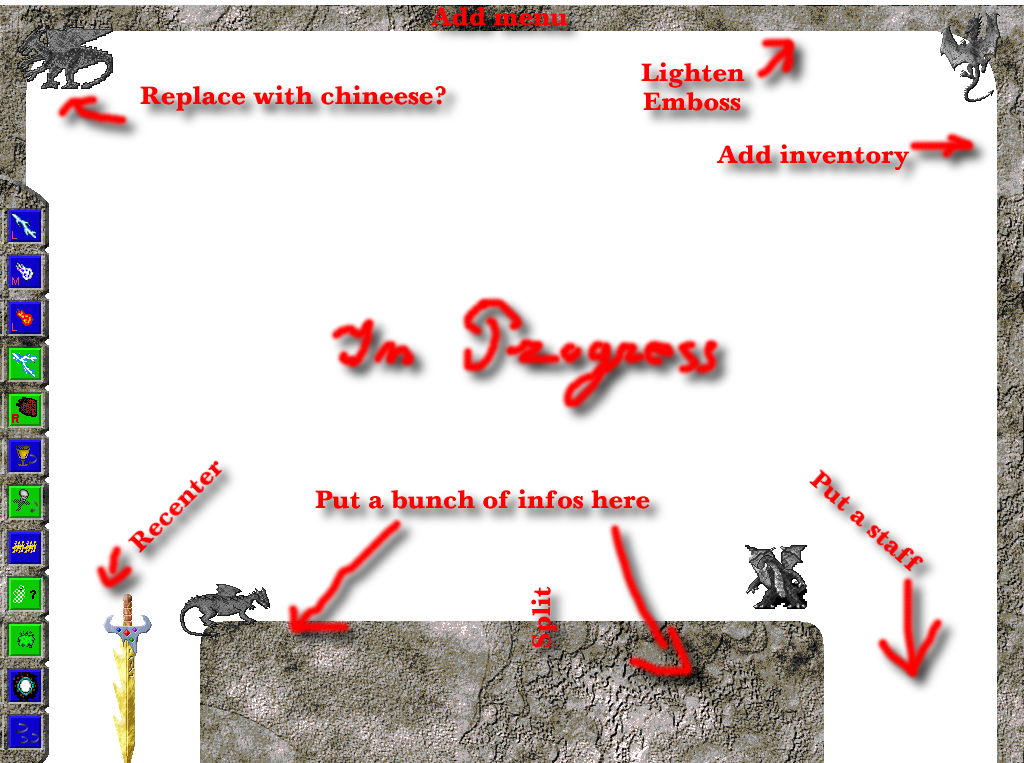 Add menu
Lighten
Emboss
Replace with chineese?
Add inventory
L
M
L
R
In Progress
Recenter
Put a bunch of infos here
Put a staff
?
Split